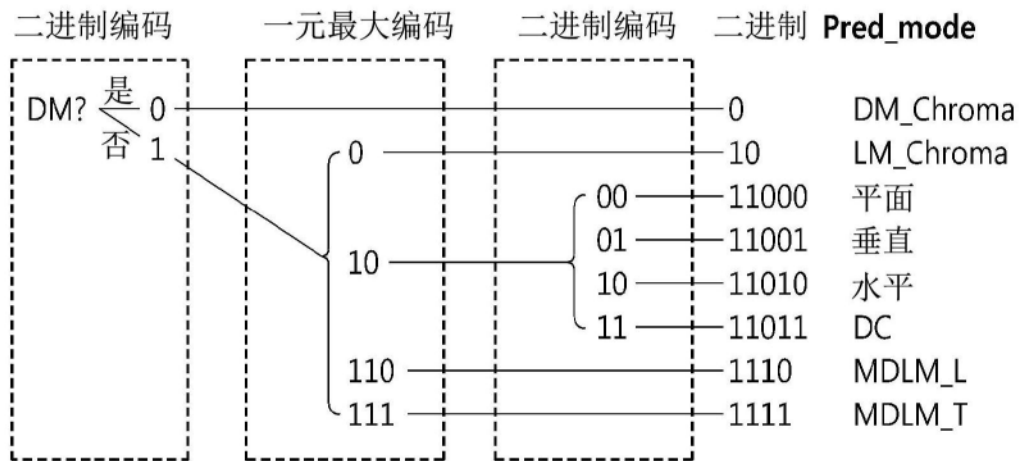 二进制编码 一元最大编码 二进制编码 二进制 Pred_mode
DM? 是 0 0 DM_Chroma
否 1 0 10 LM_Chroma
00 11000 平面
01 11001 垂直
10
10 11010 水平
11 11011 DC
110 1110 MDLM_L
111 1111 MDLM_T